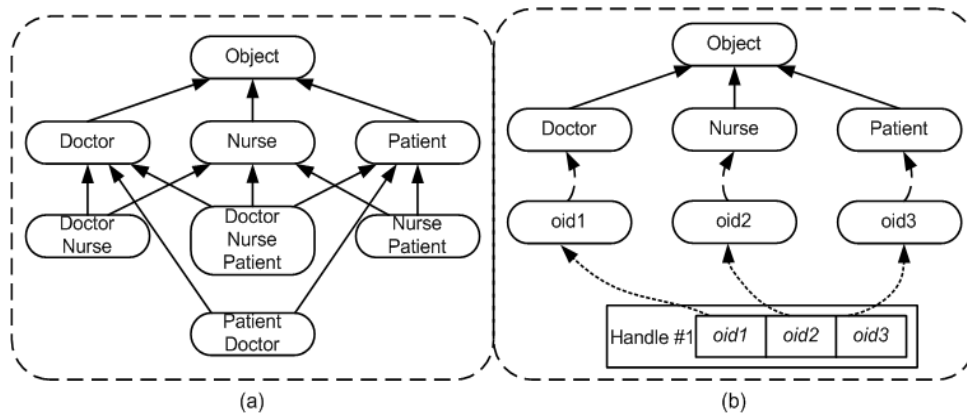 Object
Doctor
Nurse
Patient
Doctor
Nurse
Doctor
Nurse
Patient
Nurse
Patient
Patient
Doctor
(a)
Object
Doctor
Nurse
Patient
oid1
oid2
oid3
Handle #1
oid1
oid2
oid3
(b)